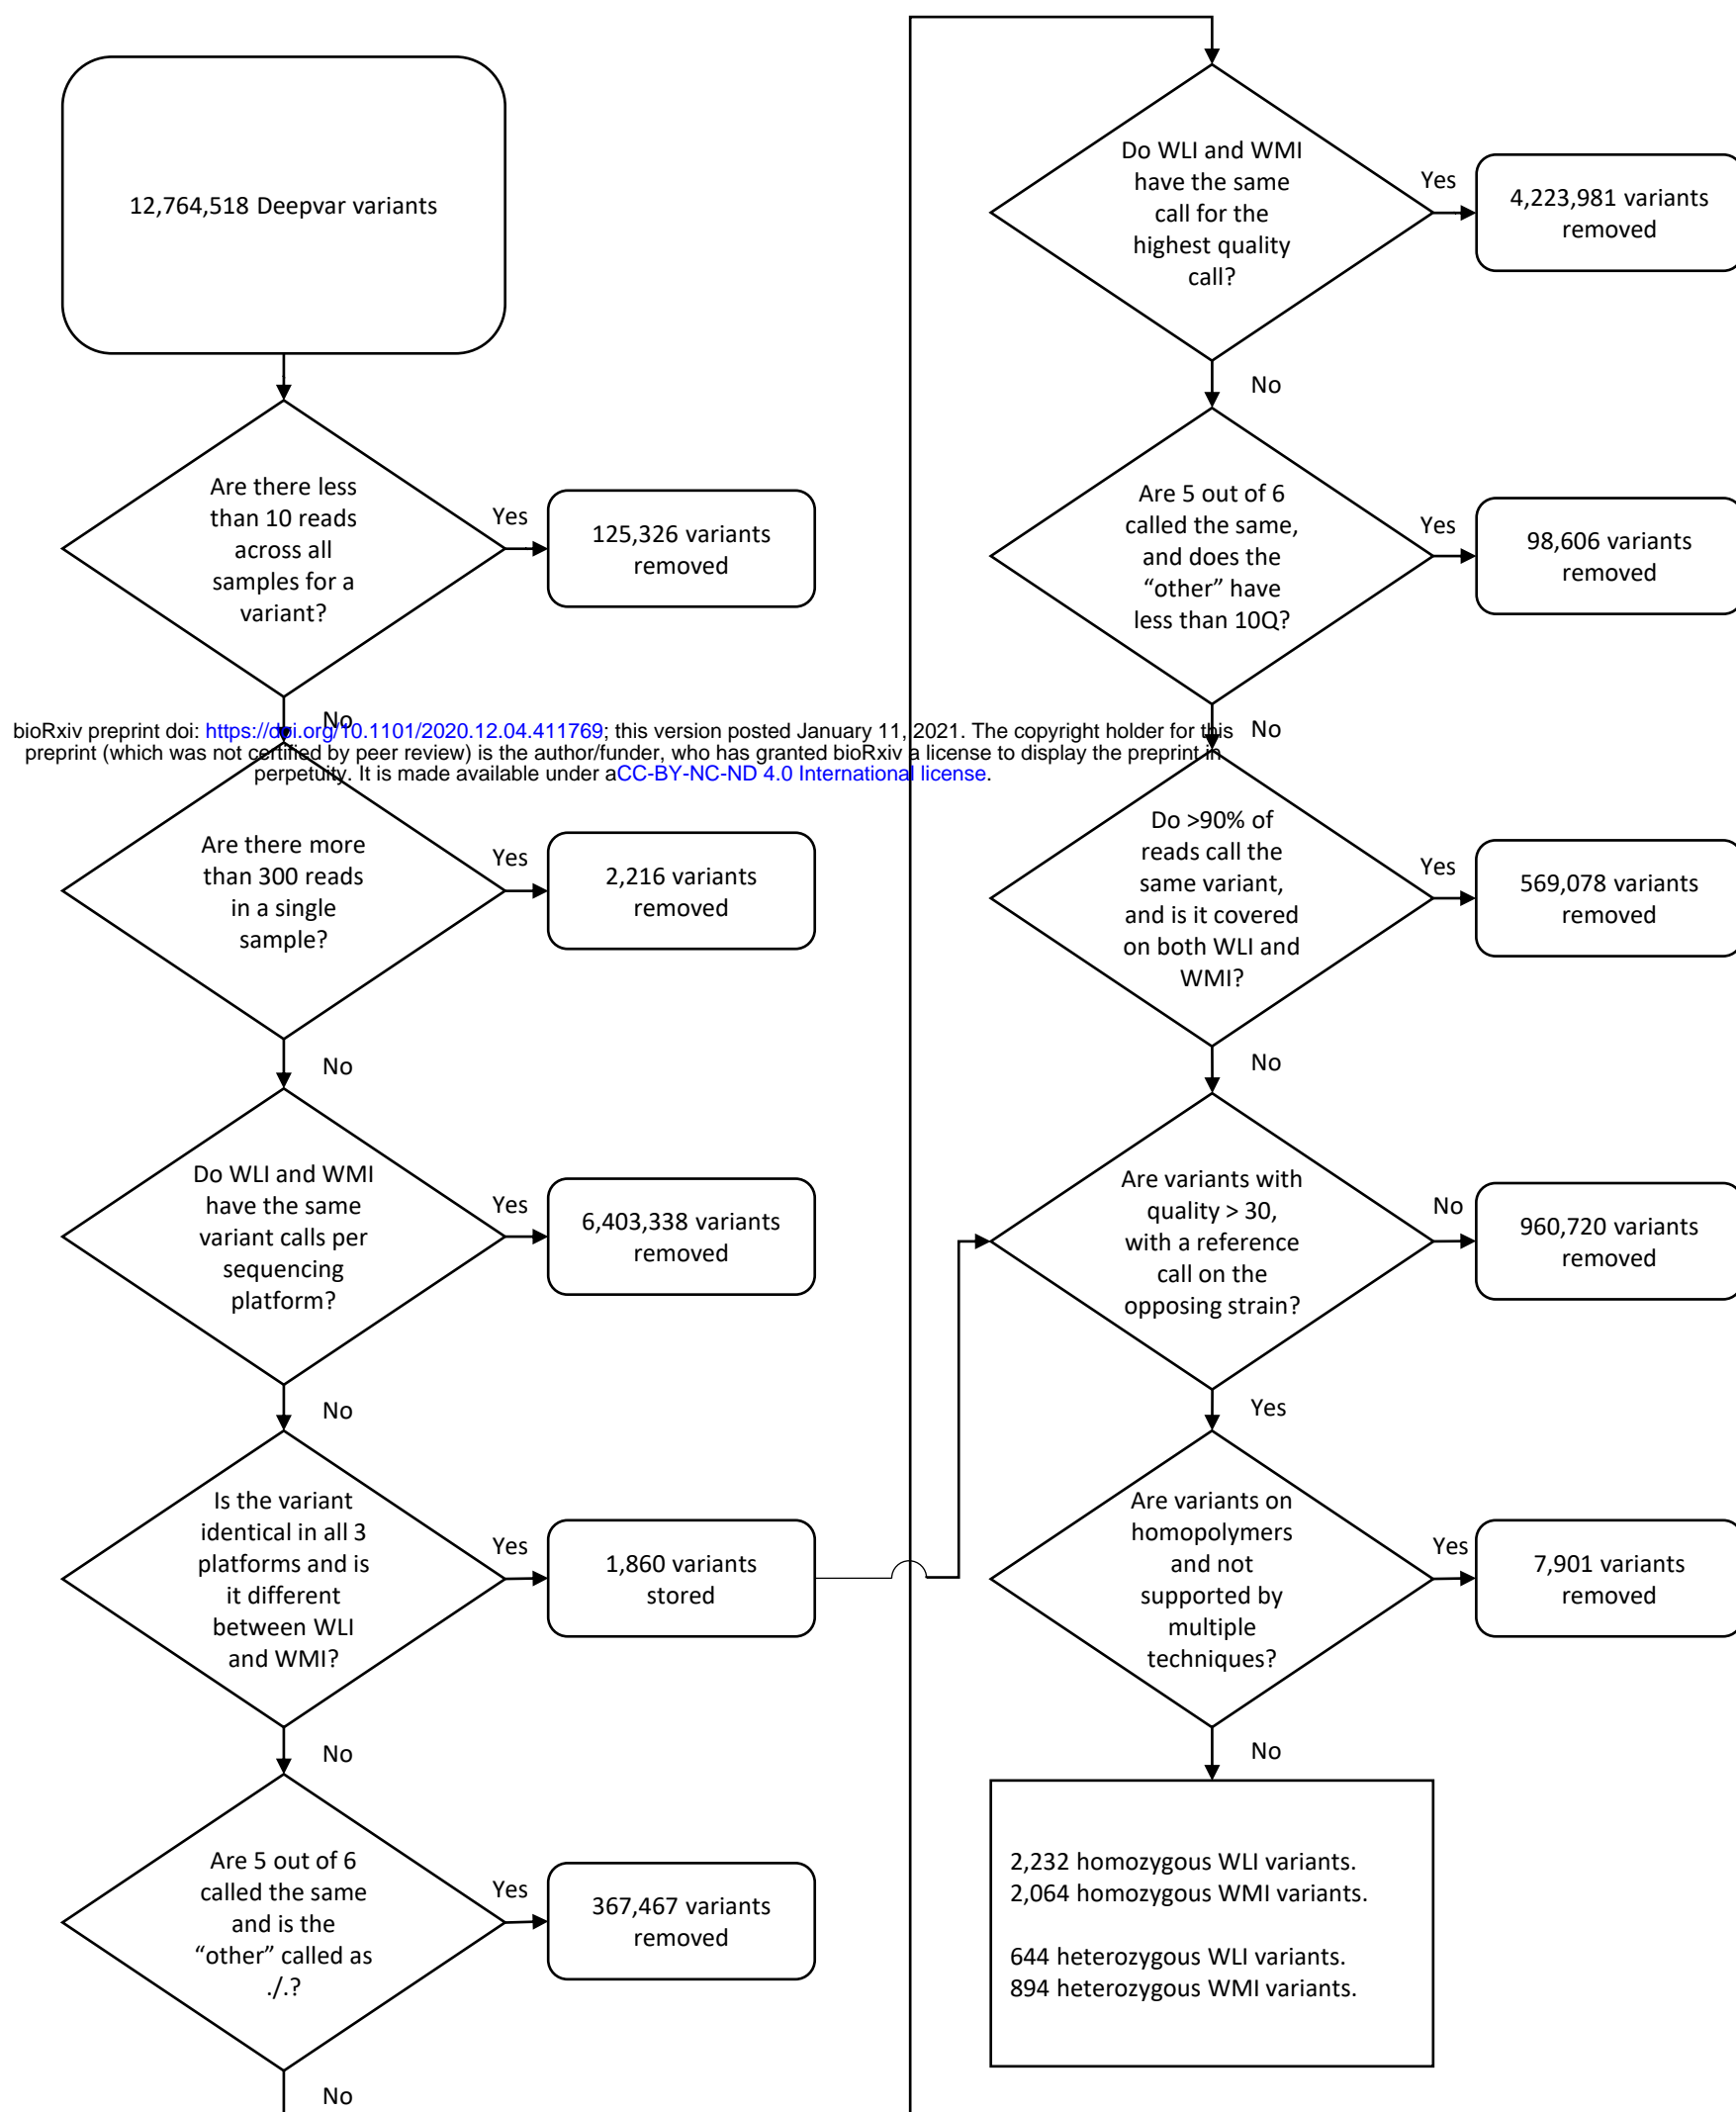 12,764,518 Deepvar variants
Are there less
than 10 reads
across all
samples for a
variant?
Yes
125,326 variants
removed
No
bioRxiv preprint doi: https://doi.org/10.1101/2020.12.04.411769; this version posted January 11, 2021. The copyright holder for this
preprint (which was not certified by peer review) is the author/funder, who has granted bioRxiv a license to display the preprint in
perpetuity. It is made available under aCC-BY-NC-ND 4.0 International license.
Are there more
than 300 reads
in a single
sample?
Yes
2,216 variants
removed
No
Do WLI and WMI
have the same
variant calls per
sequencing
platform?
Yes
6,403,338 variants
removed
No
Is the variant
identical in all 3
platforms and is
it different
between WLI
and WMI?
Yes
1,860 variants
stored
No
Are 5 out of 6
called the same
and is the
“other” called as
./.?
Yes
367,467 variants
removed
No
Do WLI and WMI
have the same
call for the
highest quality
call?
Yes
4,223,981 variants
removed
No
Are 5 out of 6
called the same,
and does the
“other” have
less than 10Q?
Yes
98,606 variants
removed
No
Do >90% of
reads call the
same variant,
and is it covered
on both WLI and
WMI?
Yes
569,078 variants
removed
No
Are variants with
quality > 30,
with a reference
call on the
opposing strain?
No
960,720 variants
removed
Yes
Are variants on
homopolymers
and not
supported by
multiple
techniques?
Yes
7,901 variants
removed
No
2,232 homozygous WLI variants.
2,064 homozygous WMI variants.
644 heterozygous WLI variants.
894 heterozygous WMI variants.